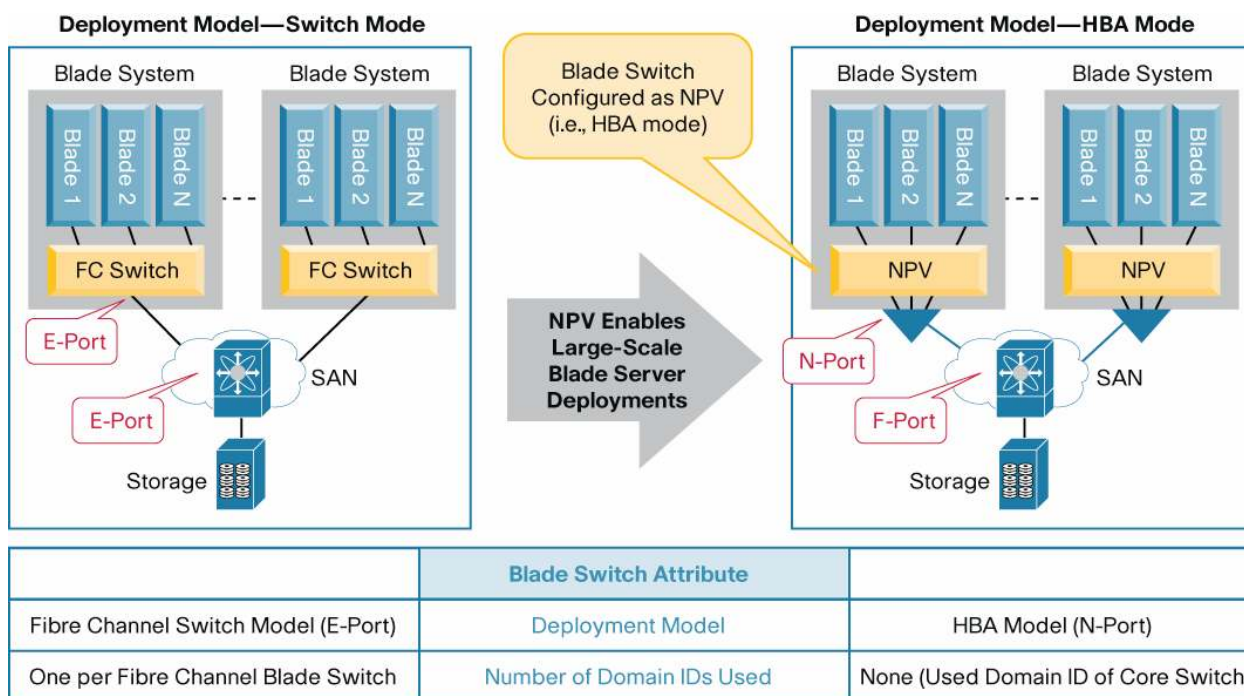 Deployment Model—Switch Mode
Blade System
Blade System
Blade 1
Blade 2
Blade N
Blade 1
Blade 2
Blade N
FC Switch
FC Switch
E-Port
E-Port
SAN
Storage
Blade Switch
Configured as NPV
(i.e., HBA mode)
NPV Enables
Large-Scale
Blade Server
Deployments
Deployment Model—HBA Mode
Blade System
Blade System
Blade 1
Blade 2
Blade N
Blade 1
Blade 2
Blade N
NPV
NPV
N-Port
F-Port
SAN
Storage
Blade Switch Attribute
Fibre Channel Switch Model (E-Port)
Deployment Model
HBA Model (N-Port)
One per Fibre Channel Blade Switch
Number of Domain IDs Used
None (Used Domain ID of Core Switch